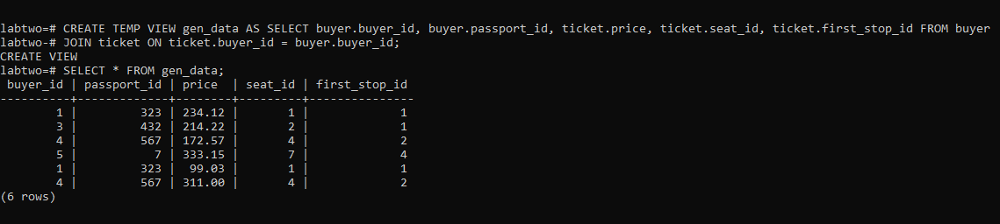 labtwo=# CREATE TEMP VIEW gen_data AS SELECT buyer.buyer_id, buyer.passport_id, ticket.price, ticket.seat_id, ticket.first_stop_id FROM buyer
labtwo-# JOIN ticket ON ticket.buyer_id = buyer.buyer_id;
CREATE VIEW
labtwo=# SELECT * FROM gen_data;
 buyer_id | passport_id | price  | seat_id | first_stop_id
----------+-------------+--------+---------+---------------
        1 |         323 | 234.12 |       1 |             1
        3 |         432 | 214.22 |       2 |             1
        4 |         567 | 172.57 |       4 |             2
        5 |           7 | 333.15 |       7 |             4
        1 |         323 |  99.03 |       1 |             1
        4 |         567 | 311.00 |       4 |             2
(6 rows)